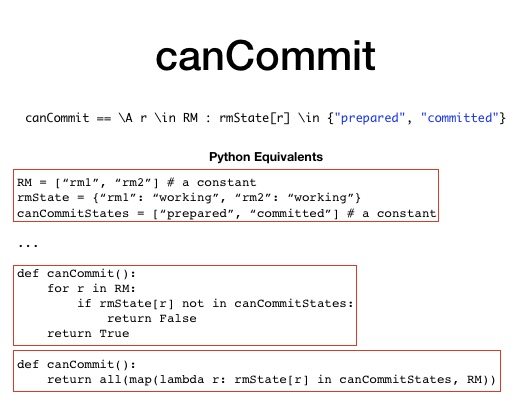 canCommit
canCommit == \A r \in RM : rmState[r] \in {"prepared", "committed"}
Python Equivalents
RM = [“rm1”, “rm2”] # a constant
rmState = {“rm1”: “working”, “rm2”: “working”}
canCommitStates = [“prepared”, “committed”] # a constant
...
def canCommit():
    for r in RM:
        if rmState[r] not in canCommitStates:
            return False
    return True
def canCommit():
    return all(map(lambda r: rmState[r] in canCommitStates, RM))